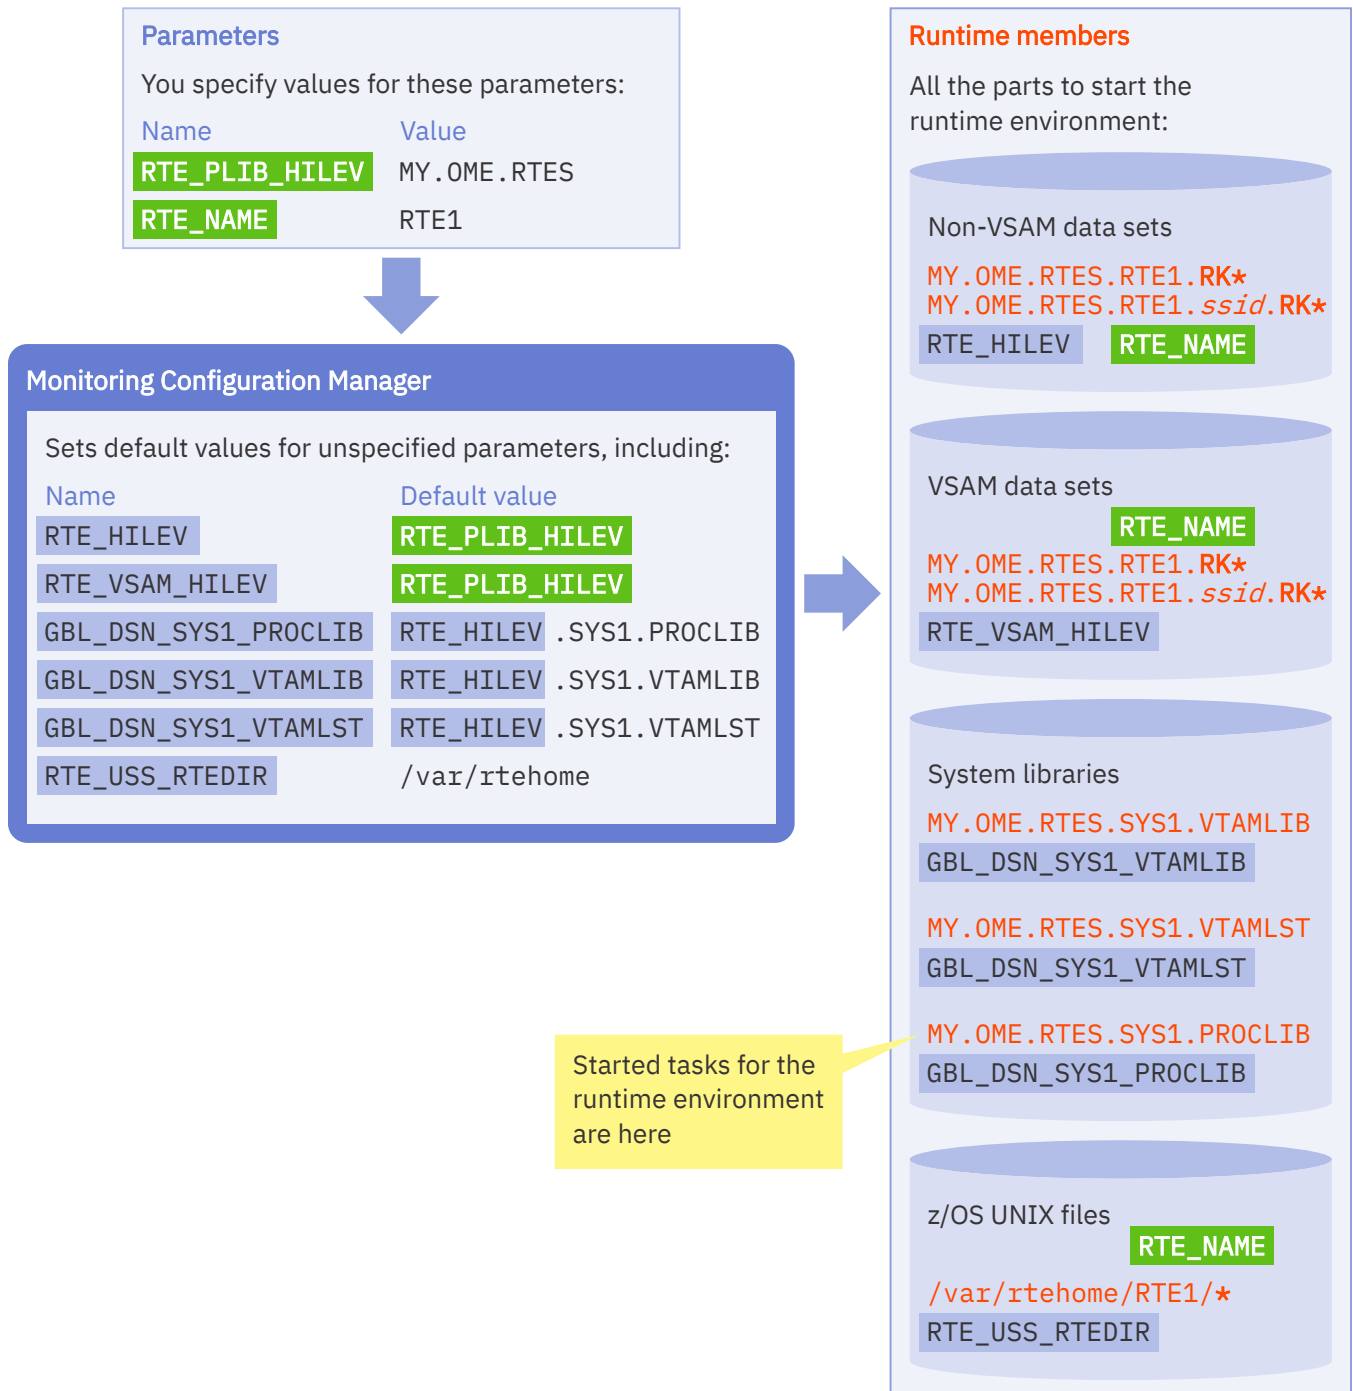 Parameters
You specify values for these parameters:
Name Value
RTE_PLIB_HILEV MY.OME.RTES
RTE_NAME RTE1
Monitoring Configuration Manager
Sets default values for unspecified parameters, including:
Name Default value
RTE_HILEV RTE_PLIB_HILEV
RTE_VSAM_HILEV RTE_PLIB_HILEV
GBL_DSN_SYS1_PROCLIB RTE_HILEV .SYS1.PROCLIB
GBL_DSN_SYS1_VTAMLIB RTE_HILEV .SYS1.VTAMLIB
GBL_DSN_SYS1_VTAMLST RTE_HILEV .SYS1.VTAMLST
RTE_USS_RTEDIR /var/rtehome
Runtime members
All the parts to start the
runtime environment:
Non-VSAM data sets
MY.OME.RTES.RTE1.RK*
MY.OME.RTES.RTE1.ssid.RK*
RTE_HILEV RTE_NAME
VSAM data sets
RTE_NAME
MY.OME.RTES.RTE1.RK*
MY.OME.RTES.RTE1.ssid.RK*
RTE_VSAM_HILEV
System libraries
MY.OME.RTES.SYS1.VTAMLIB
GBL_DSN_SYS1_VTAMLIB
MY.OME.RTES.SYS1.VTAMLST
GBL_DSN_SYS1_VTAMLST
MY.OME.RTES.SYS1.PROCLIB
GBL_DSN_SYS1_PROCLIB
Started tasks for the
runtime environment
are here
z/OS UNIX files
RTE_NAME
/var/rtehome/RTE1/*
RTE_USS_RTEDIR